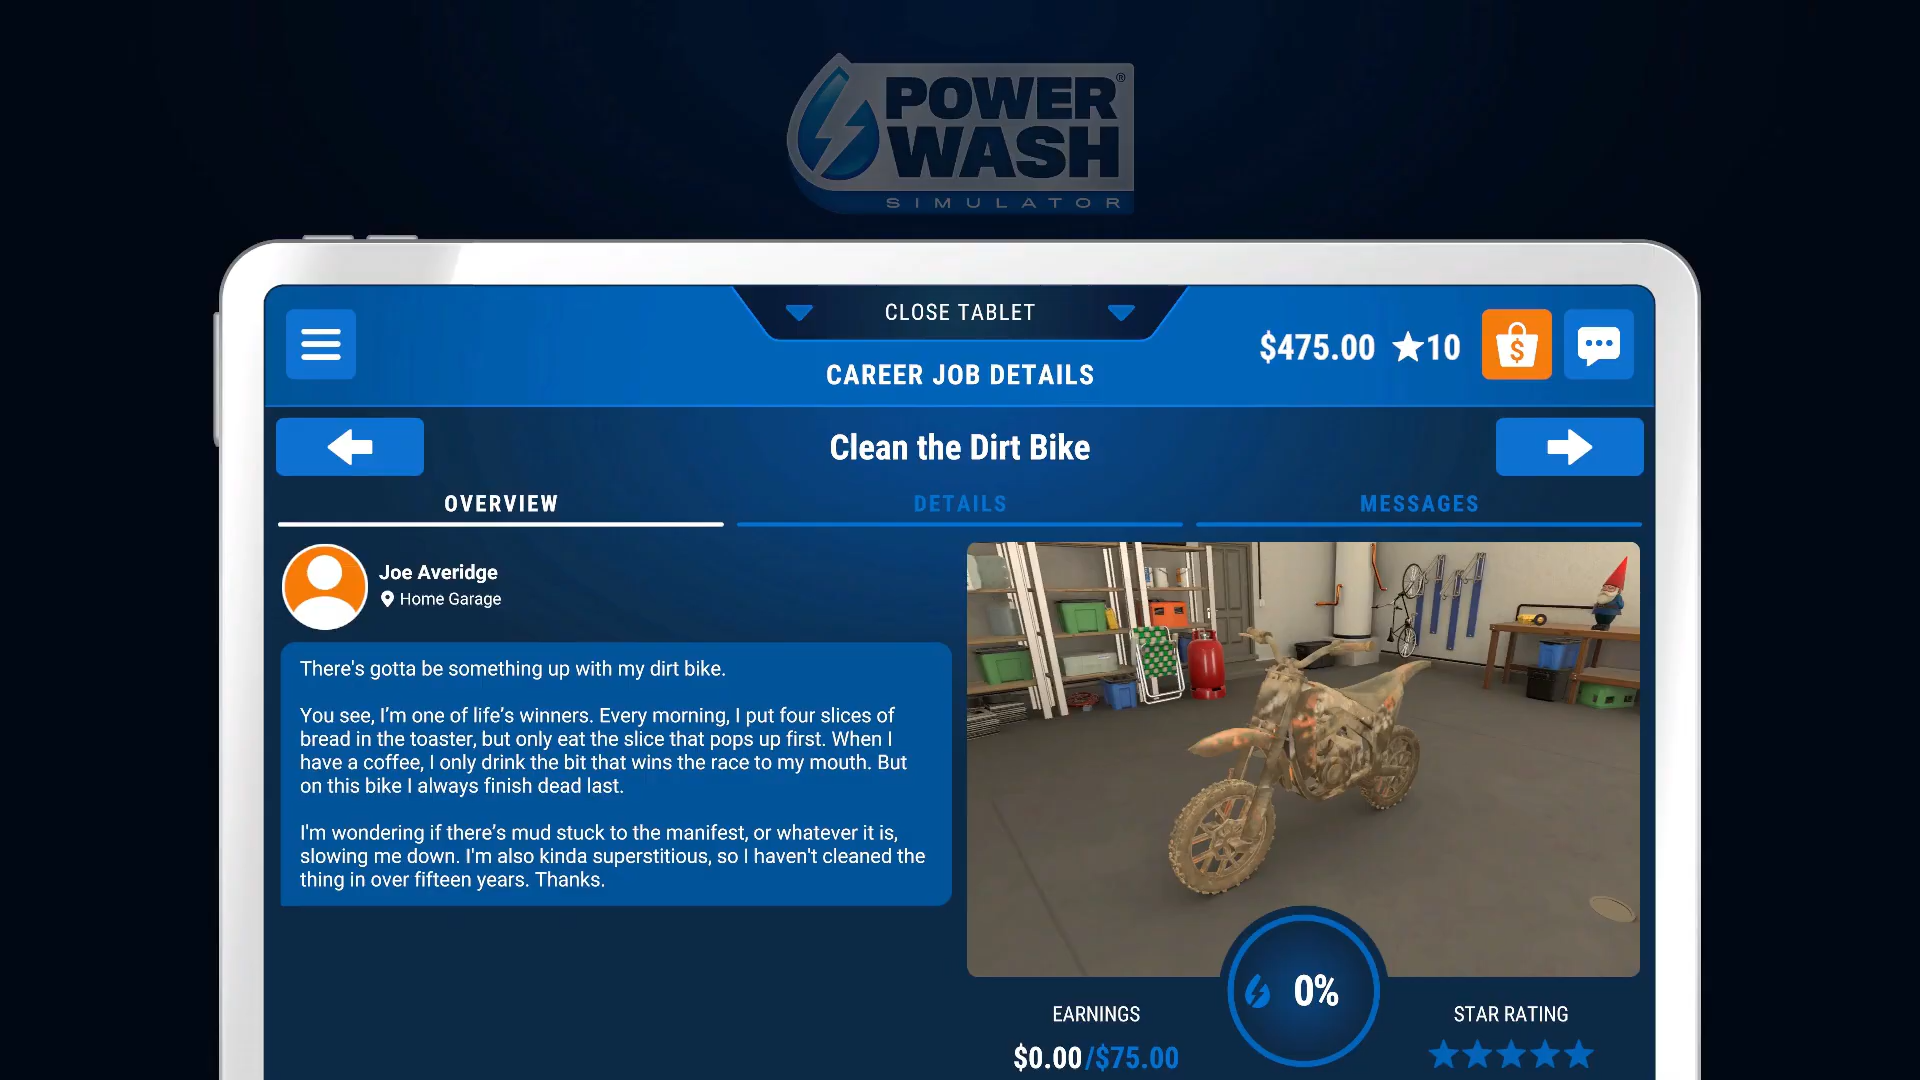 POWER®
WASH
SIMULATOR
CLOSE TABLET
$475.00 ★10
CAREER JOB DETAILS
Clean the Dirt Bike
OVERVIEW DETAILS MESSAGES
Joe Averidge
Home Garage
There's gotta be something up with my dirt bike.
You see, I’m one of life’s winners. Every morning, I put four slices of
bread in the toaster, but only eat the slice that pops up first. When I
have a coffee, I only drink the bit that wins the race to my mouth. But
on this bike I always finish dead last.
I'm wondering if there’s mud stuck to the manifest, or whatever it is,
slowing me down. I'm also kinda superstitious, so I haven't cleaned the
thing in over fifteen years. Thanks.
0%
EARNINGS
$0.00/$75.00
STAR RATING